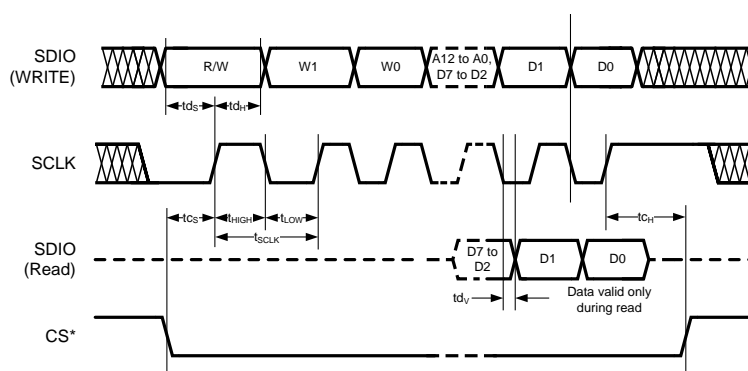 SDIO
(WRITE)
R/W
W1
W0
A12 to A0,
D7 to D2
D1
D0
tdS
tdH
SCLK
tcS
tHIGH
tLOW
tSCLK
tcH
SDIO
(Read)
D7 to
D2
D1
D0
tdV
Data valid only
during read
CS*